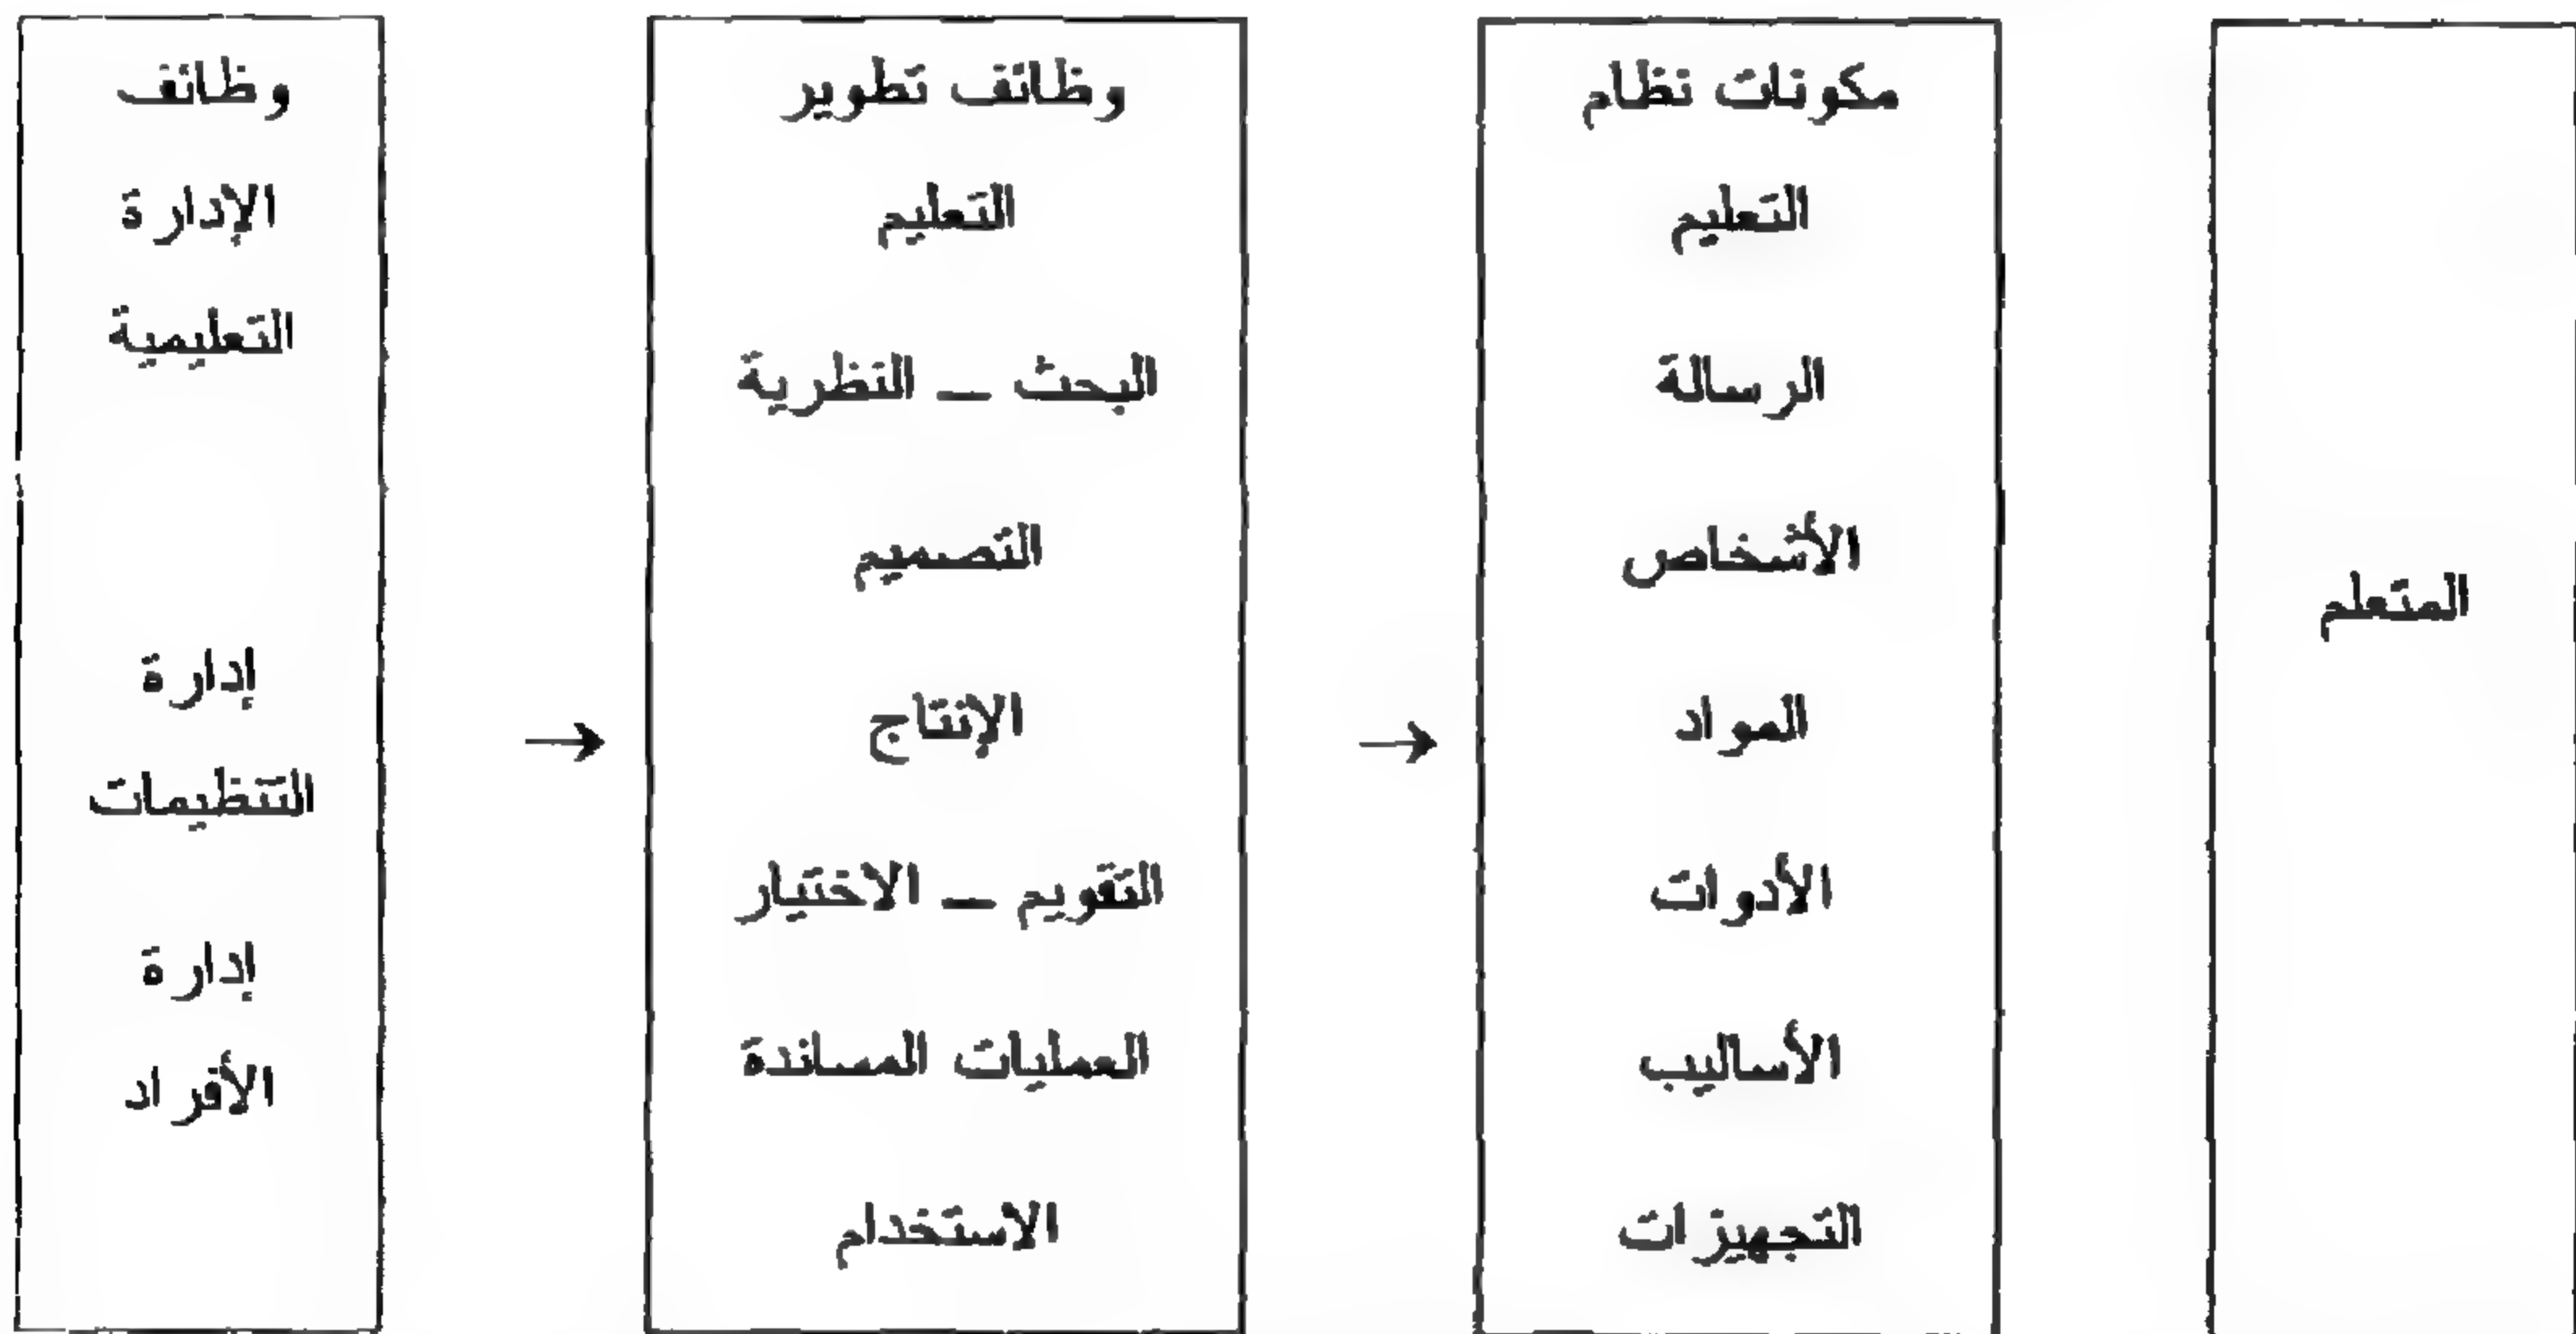 وظائف
الإدارة
التعليمية
إدارة
التنظيمات
إدارة
الأفراد
→
وظائف تطوير
التعليم
البحث – النظرية
التصميم
الإنتاج
التقويم – الاختيار
العمليات المساندة
الاستخدام
→
مكونات نظام
التعليم
الرسالة
الأشخاص
المواد
الأدوات
الأساليب
التجهيزات
المتعلم